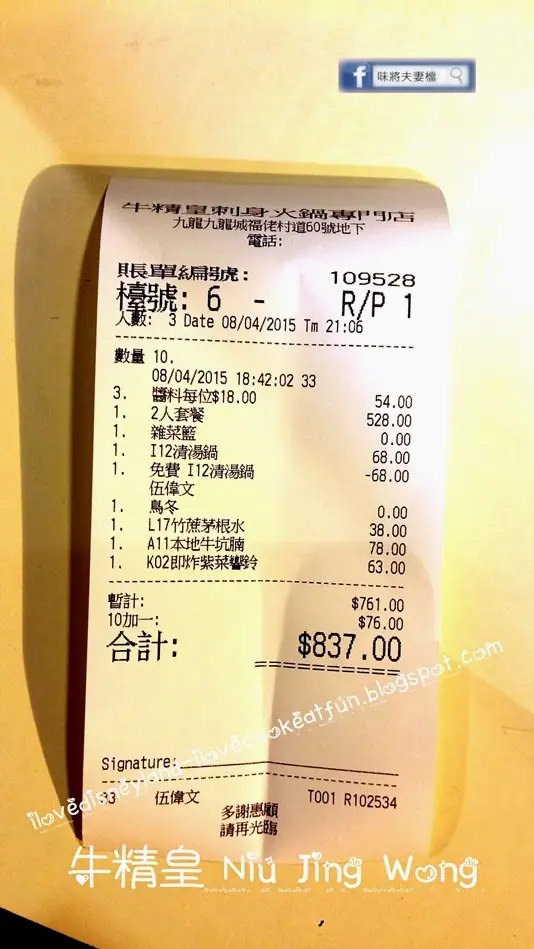 味將夫妻檔
牛精皇刺身火鍋專門店
九龍九龍城福佬村道60號地下
電話:
賬單編號: 109528
檯號: 6 - R/P 1
人數: 3 Date 08/04/2015 Tm 21:06
數量 10.
08/04/2015 18:42:02 33
3. 醬料每位$18.00 54.00
1. 2人套餐 528.00
1. 雜菜籃 0.00
1. I12清湯鍋 68.00
1. 免費 I12清湯鍋 -68.00
伍偉文
1. 烏冬 0.00
1. L17竹蔗茅根水 38.00
1. A11本地牛坑腩 78.00
1. K02即炸紫菜響鈴 63.00
暫計: $761.00
10加一: $76.00
合計: $837.00
Signature:
33 伍偉文 T001 R102534
多謝惠顧
請再光臨
ilovedisneyland-ilovecookeatfun.blogspot.com
牛精皇 Niu Jing Wong